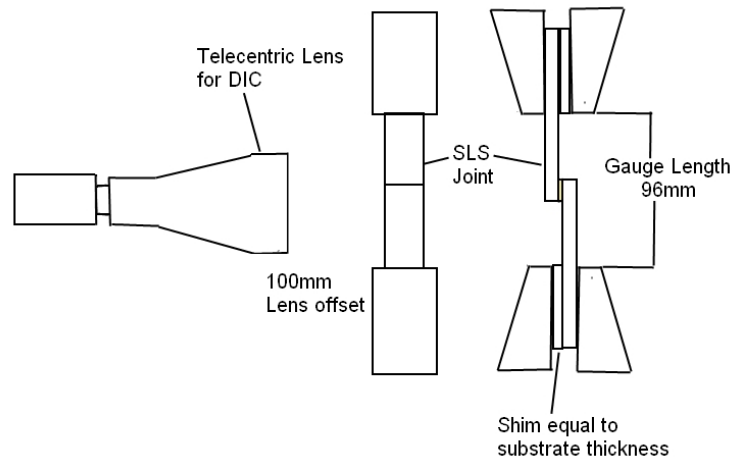 Telecentric Lens
for DIC
SLS
Joint
Gauge Length
96mm
100mm
Lens offset
Shim equal to
substrate thickness